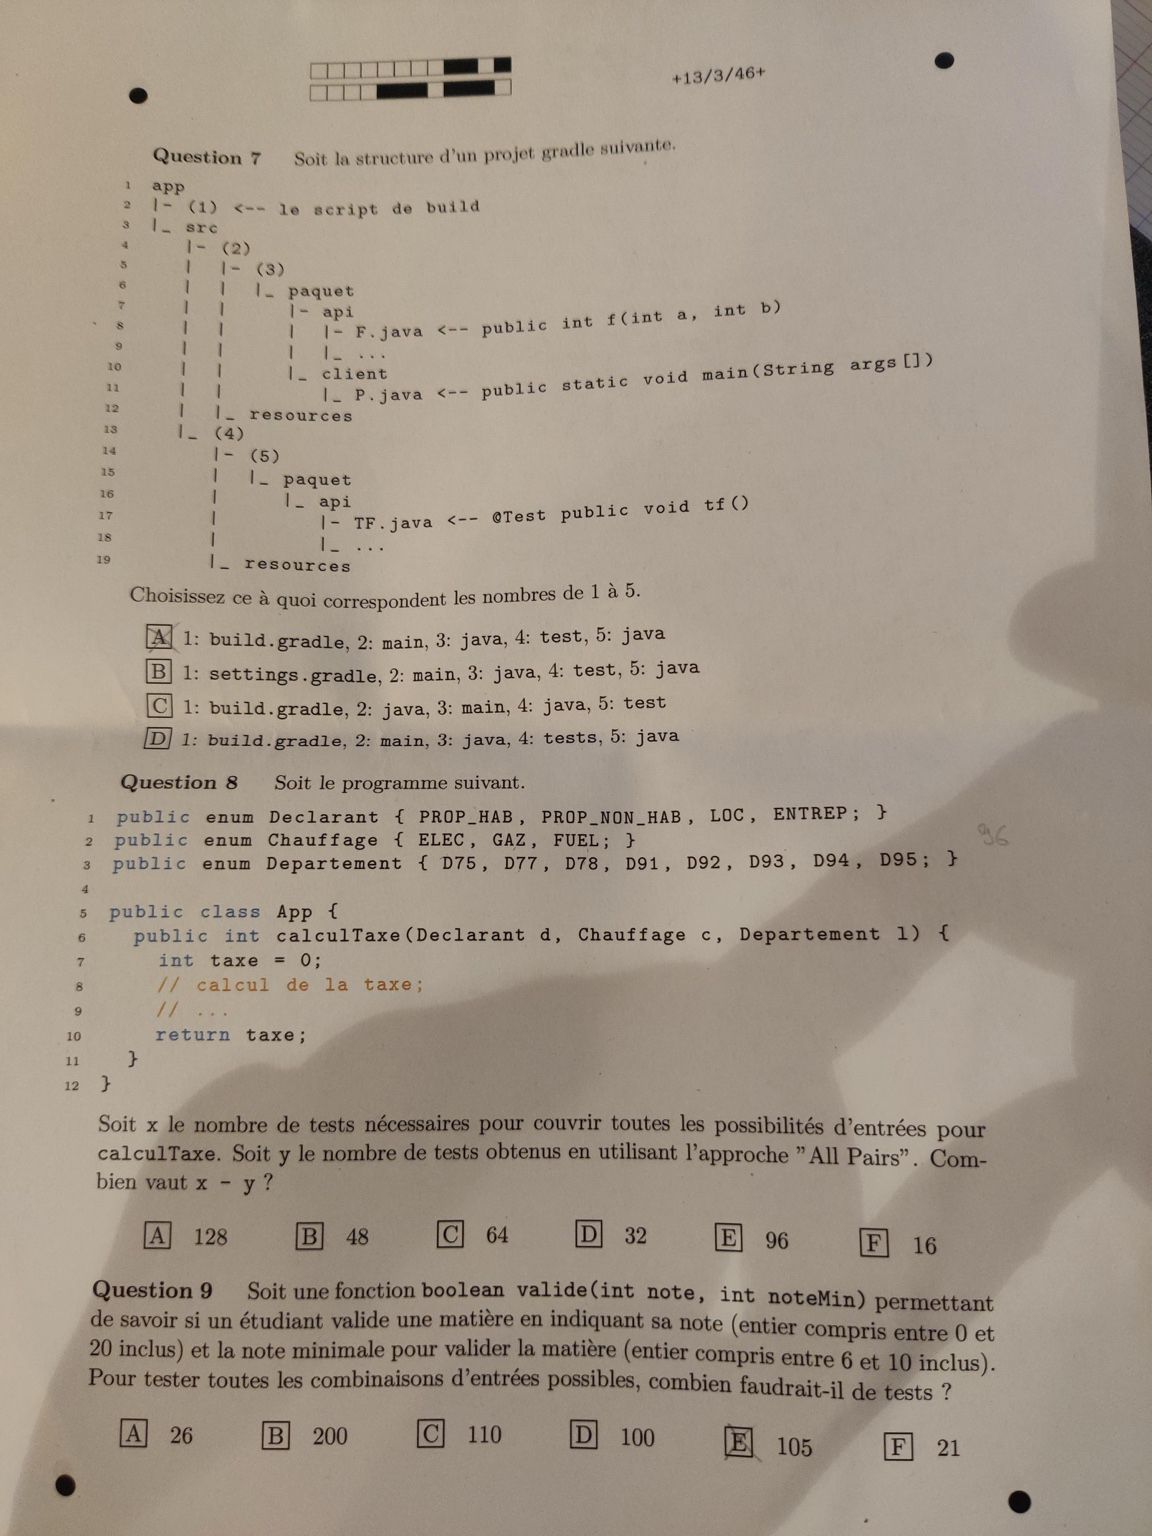 +13/3/46+
Question 7 Soit la structure d'un projet gradle suivante.
1 app
2 |- (1) <-- le script de build
3 |_ src
4 |- (2)
5 | |- (3)
6 | | |_ paquet
7 | | |- api
8 | | | |- F.java <-- public int f(int a, int b)
9 | | | |_ ...
10 | | |_ client
11 | | |_ P.java <-- public static void main(String args[])
12 | |_ resources
13 |_ (4)
14 |- (5)
15 | |_ paquet
16 | |_ api
17 | |- TF.java <-- @Test public void tf()
18 | |_ ...
19 |_ resources
Choisissez ce à quoi correspondent les nombres de 1 à 5.
A 1: build.gradle, 2: main, 3: java, 4: test, 5: java
B 1: settings.gradle, 2: main, 3: java, 4: test, 5: java
C 1: build.gradle, 2: java, 3: main, 4: java, 5: test
D 1: build.gradle, 2: main, 3: java, 4: tests, 5: java
Question 8 Soit le programme suivant.
1 public enum Declarant { PROP_HAB, PROP_NON_HAB, LOC, ENTREP; }
2 public enum Chauffage { ELEC, GAZ, FUEL; }
96
3 public enum Departement { D75, D77, D78, D91, D92, D93, D94, D95; }
4
5 public class App {
6 public int calculTaxe(Declarant d, Chauffage c, Departement l) {
7 int taxe = 0;
8 // calcul de la taxe;
9 // ...
10 return taxe;
11 }
12 }
Soit x le nombre de tests nécessaires pour couvrir toutes les possibilités d'entrées pour
calculTaxe. Soit y le nombre de tests obtenus en utilisant l'approche "All Pairs". Com-
bien vaut x - y ?
A 128 B 48 C 64 D 32 E 96 F 16
Question 9 Soit une fonction boolean valide(int note, int noteMin) permettant
de savoir si un étudiant valide une matière en indiquant sa note (entier compris entre 0 et
20 inclus) et la note minimale pour valider la matière (entier compris entre 6 et 10 inclus).
Pour tester toutes les combinaisons d'entrées possibles, combien faudrait-il de tests ?
A 26 B 200 C 110 D 100 E 105 F 21